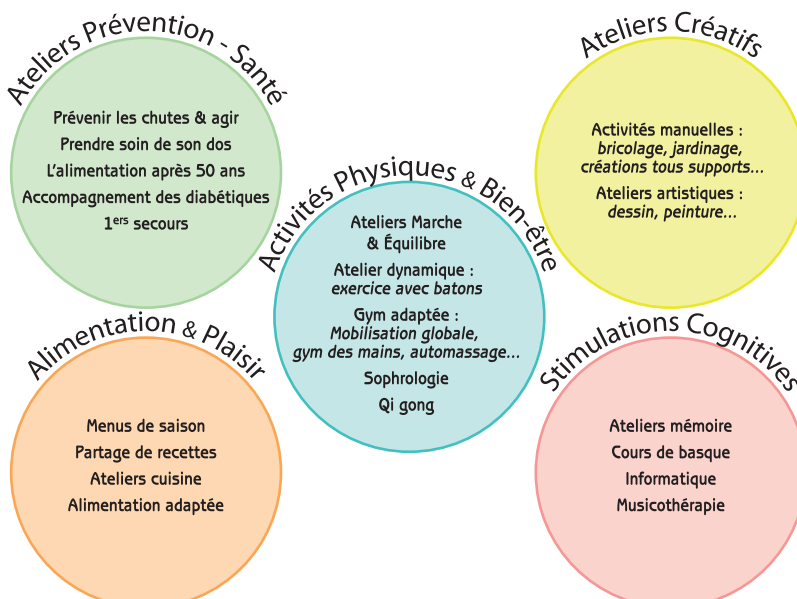 Ateliers Prévention - Santé
Prévenir les chutes & agir
Prendre soin de son dos
L'alimentation après 50 ans
Accompagnement des diabétiques
1ers secours
Ateliers Créatifs
Activités manuelles :
bricolage, jardinage,
créations tous supports...
Ateliers artistiques :
dessin, peinture...
Activités Physiques & Bien-être
Ateliers Marche
& Équilibre
Atelier dynamique :
exercice avec batons
Gym adaptée :
Mobilisation globale,
gym des mains, automassage...
Sophrologie
Qi gong
Alimentation & Plaisir
Menus de saison
Partage de recettes
Ateliers cuisine
Alimentation adaptée
Stimulations Cognitives
Ateliers mémoire
Cours de basque
Informatique
Musicothérapie